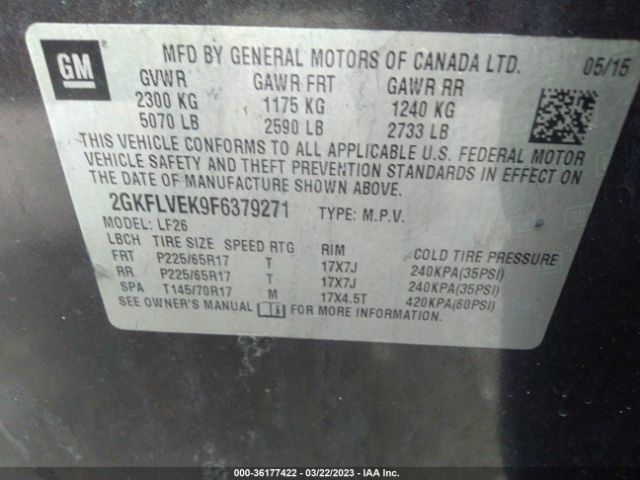 GM
MFD BY GENERAL MOTORS OF CANADA LTD. 05/15
GVWR GAWR FRT GAWR RR
2300 KG 1175 KG 1240 KG
5070 LB 2590 LB 2733 LB
THIS VEHICLE CONFORMS TO ALL APPLICABLE U.S. FEDERAL MOTOR
VEHICLE SAFETY AND THEFT PREVENTION STANDARDS IN EFFECT ON
THE DATE OF MANUFACTURE SHOWN ABOVE.
2GKFLVEK9F6379271 TYPE: M.P.V.
MODEL: LF26
LBCH TIRE SIZE SPEED RTG RIM COLD TIRE PRESSURE
FRT P225/65R17 T 17X7J 240KPA(35PSI)
RR P225/65R17 T 17X7J 240KPA(35PSI)
SPA T145/70R17 M 17X4.5T 420KPA(60PSI)
SEE OWNER'S MANUAL FOR MORE INFORMATION.
000-36177422 - 03/22/2023 - IAA Inc.